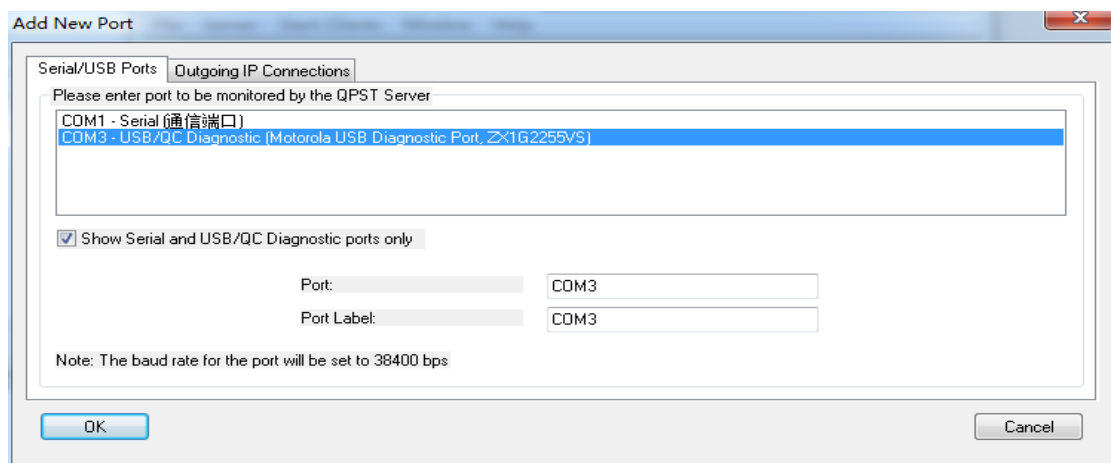 Add New Port
Serial/USB Ports
Outgoing IP Connections
Please enter port to be monitored by the QPST Server
COM1 - Serial (通信端口)
COM3 - USB/QC Diagnostic (Motorola USB Diagnostic Port, ZX1G2255VS)
Show Serial and USB/QC Diagnostic ports only
Port: COM3
Port Label: COM3
Note: The baud rate for the port will be set to 38400 bps
OK
Cancel